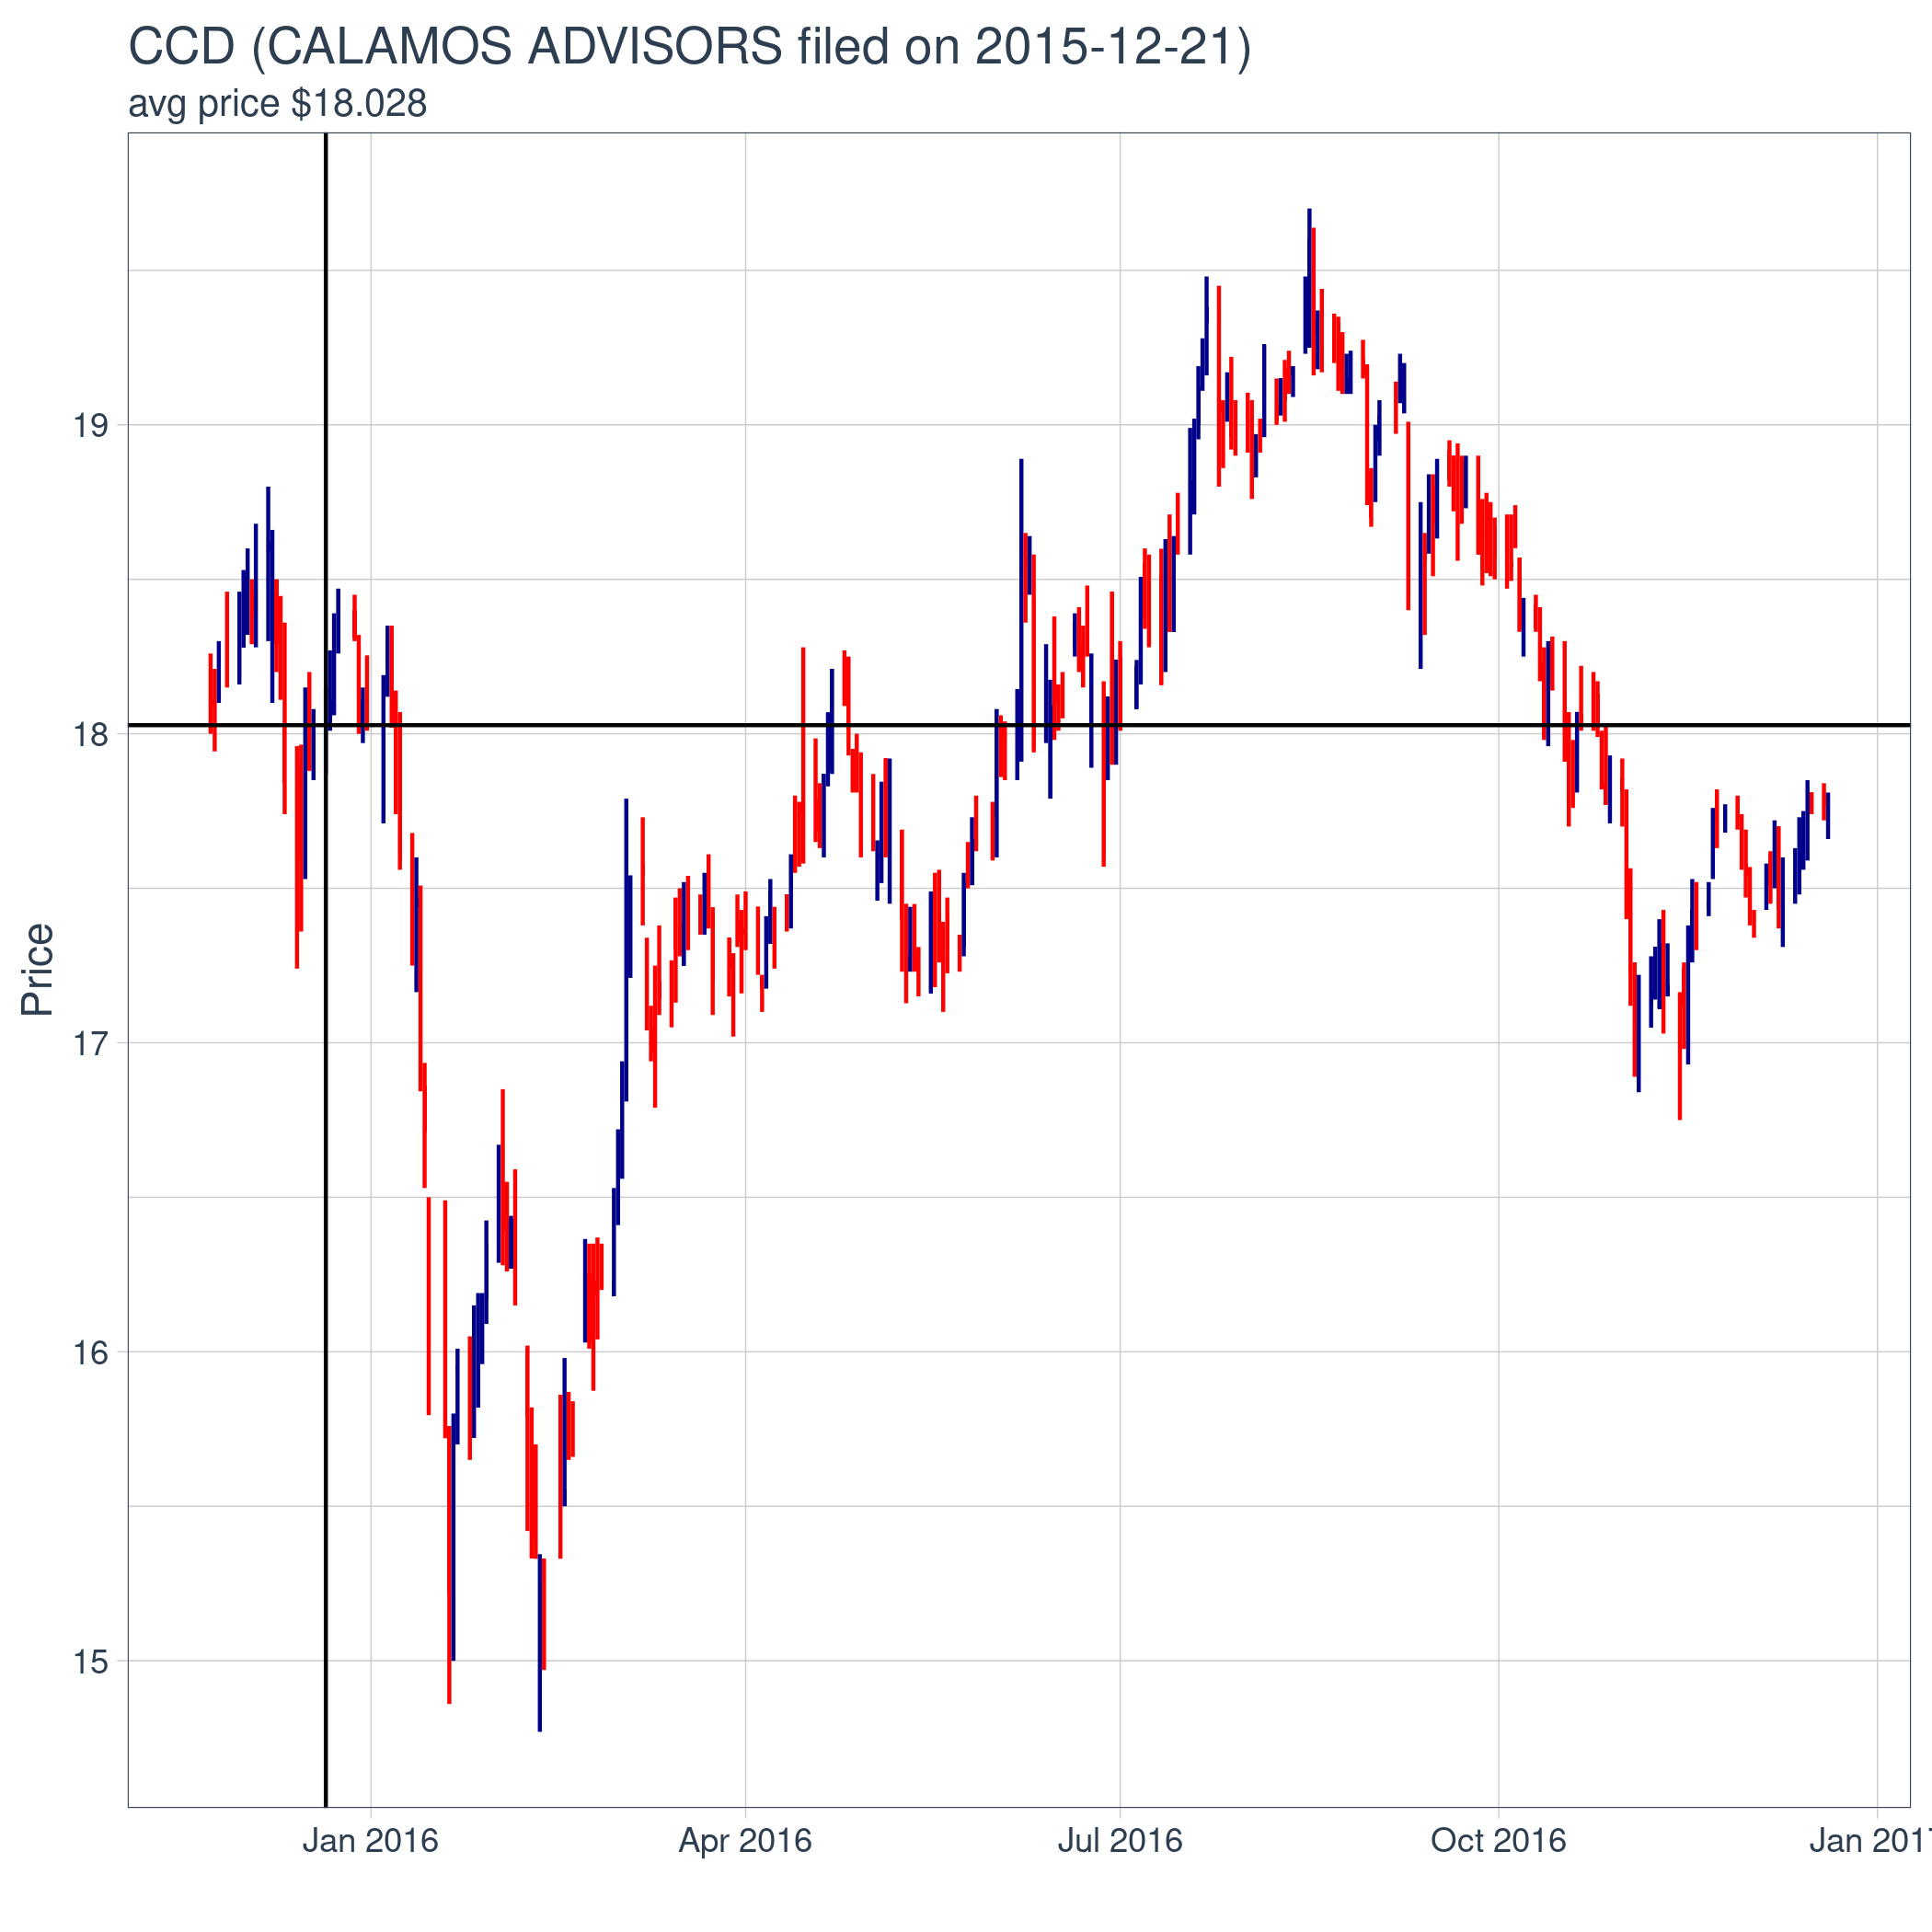 CCD (CALAMOS ADVISORS filed on 2015-12-21)
avg price $18.028
Price
19
18
17
16
15
Jan 2016
Apr 2016
Jul 2016
Oct 2016
Jan 201